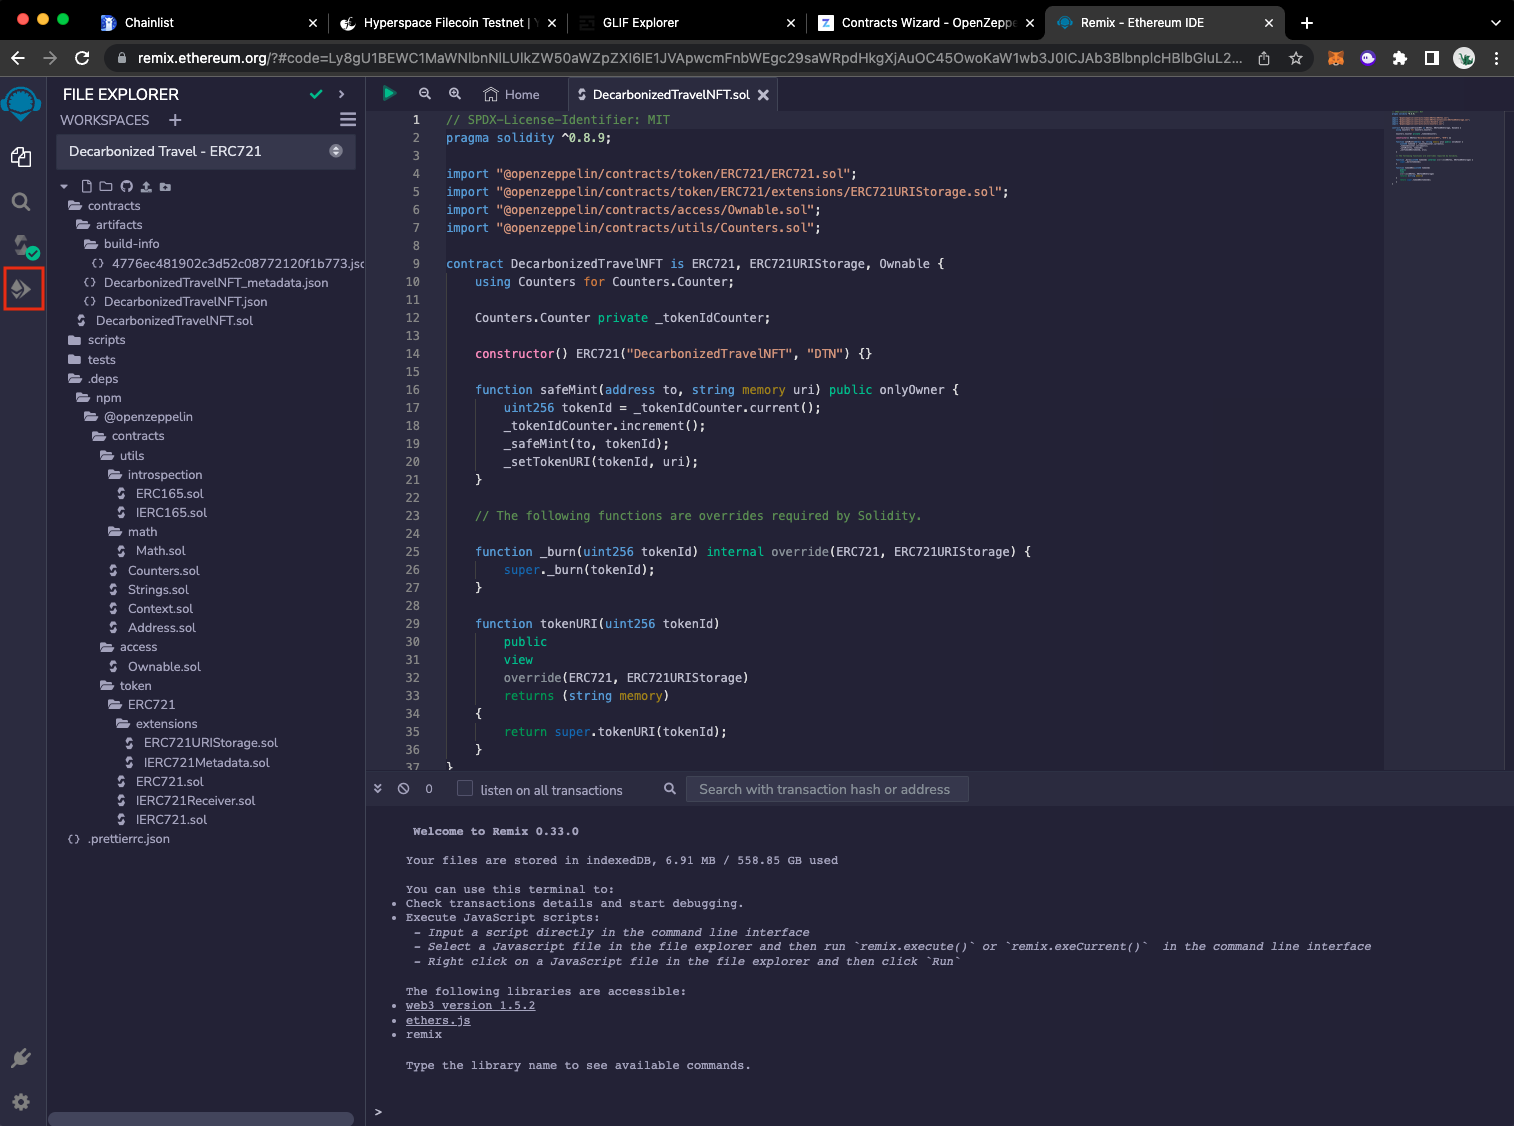 Chainlist
Hyperspace Filecoin Testnet |
GLIF Explorer
Contracts Wizard - OpenZeppe
Remix - Ethereum IDE
remix.ethereum.org/?#code=Ly8gU1BEWC1MaWNlbnNlLUlkZW50aWZpZXI6IE1JVApwcmFnbWEgc29saWRpdHkgXjAuOC45OwoKaW1wb3J0ICJAb3BlbnplcHBlbGluL2...
FILE EXPLORER
WORKSPACES
Decarbonized Travel - ERC721
contracts
artifacts
build-info
4776ec481902c3d52c08772120f1b773.jsc
DecarbonizedTravelNFT_metadata.json
DecarbonizedTravelNFT.json
DecarbonizedTravelNFT.sol
scripts
tests
.deps
npm
@openzeppelin
contracts
utils
introspection
ERC165.sol
IERC165.sol
math
Math.sol
Counters.sol
Strings.sol
Context.sol
Address.sol
access
Ownable.sol
token
ERC721
extensions
ERC721URIStorage.sol
IERC721Metadata.sol
ERC721.sol
IERC721Receiver.sol
IERC721.sol
.prettierrc.json
Home
DecarbonizedTravelNFT.sol
1 // SPDX-License-Identifier: MIT
2 pragma solidity ^0.8.9;
3
4 import "@openzeppelin/contracts/token/ERC721/ERC721.sol";
5 import "@openzeppelin/contracts/token/ERC721/extensions/ERC721URIStorage.sol";
6 import "@openzeppelin/contracts/access/Ownable.sol";
7 import "@openzeppelin/contracts/utils/Counters.sol";
8
9 contract DecarbonizedTravelNFT is ERC721, ERC721URIStorage, Ownable {
10 using Counters for Counters.Counter;
11
12 Counters.Counter private _tokenIdCounter;
13
14 constructor() ERC721("DecarbonizedTravelNFT", "DTN") {}
15
16 function safeMint(address to, string memory uri) public onlyOwner {
17 uint256 tokenId = _tokenIdCounter.current();
18 _tokenIdCounter.increment();
19 _safeMint(to, tokenId);
20 _setTokenURI(tokenId, uri);
21 }
22
23 // The following functions are overrides required by Solidity.
24
25 function _burn(uint256 tokenId) internal override(ERC721, ERC721URIStorage) {
26 super._burn(tokenId);
27 }
28
29 function tokenURI(uint256 tokenId)
30 public
31 view
32 override(ERC721, ERC721URIStorage)
33 returns (string memory)
34 {
35 return super.tokenURI(tokenId);
36 }
37 }
0
listen on all transactions
Search with transaction hash or address
Welcome to Remix 0.33.0
Your files are stored in indexedDB, 6.91 MB / 558.85 GB used
You can use this terminal to:
• Check transactions details and start debugging.
• Execute JavaScript scripts:
- Input a script directly in the command line interface
- Select a Javascript file in the file explorer and then run `remix.execute()` or `remix.exeCurrent()` in the command line interface
- Right click on a JavaScript file in the file explorer and then click `Run`
The following libraries are accessible:
• web3 version 1.5.2
• ethers.js
• remix
Type the library name to see available commands.
>